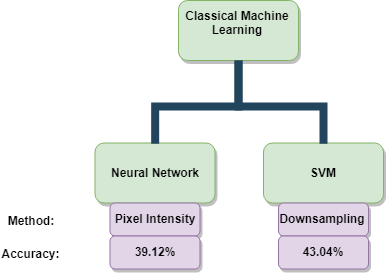 Classical Machine
Learning
Neural Network SVM
Method: Pixel Intensity Downsampling
Accuracy: 39.12% 43.04%